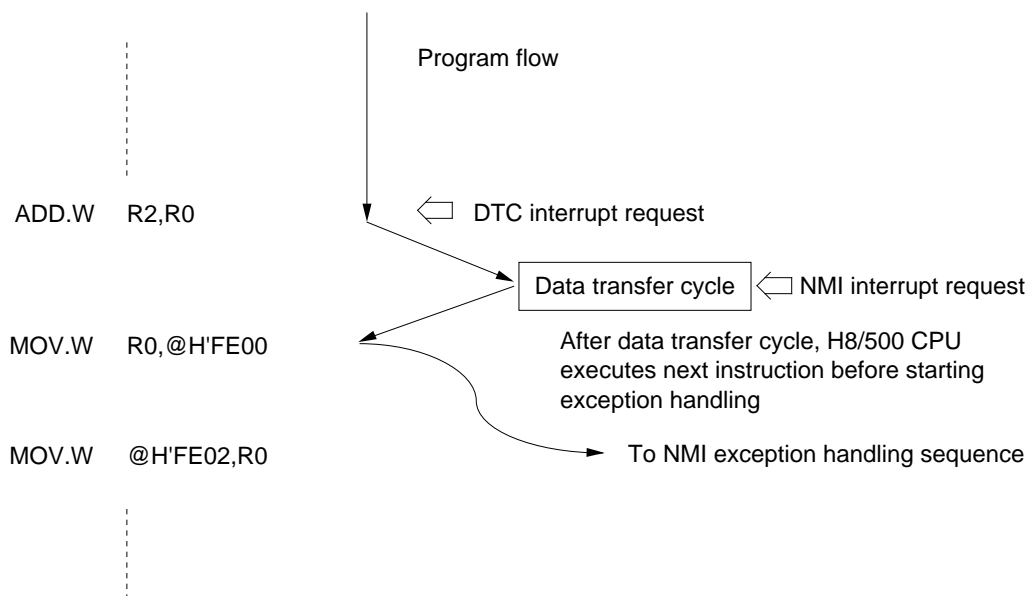 Program flow
ADD.W R2,R0
DTC interrupt request
Data transfer cycle
NMI interrupt request
MOV.W R0,@H'FE00
After data transfer cycle, H8/500 CPU
executes next instruction before starting
exception handling
MOV.W @H'FE02,R0
To NMI exception handling sequence